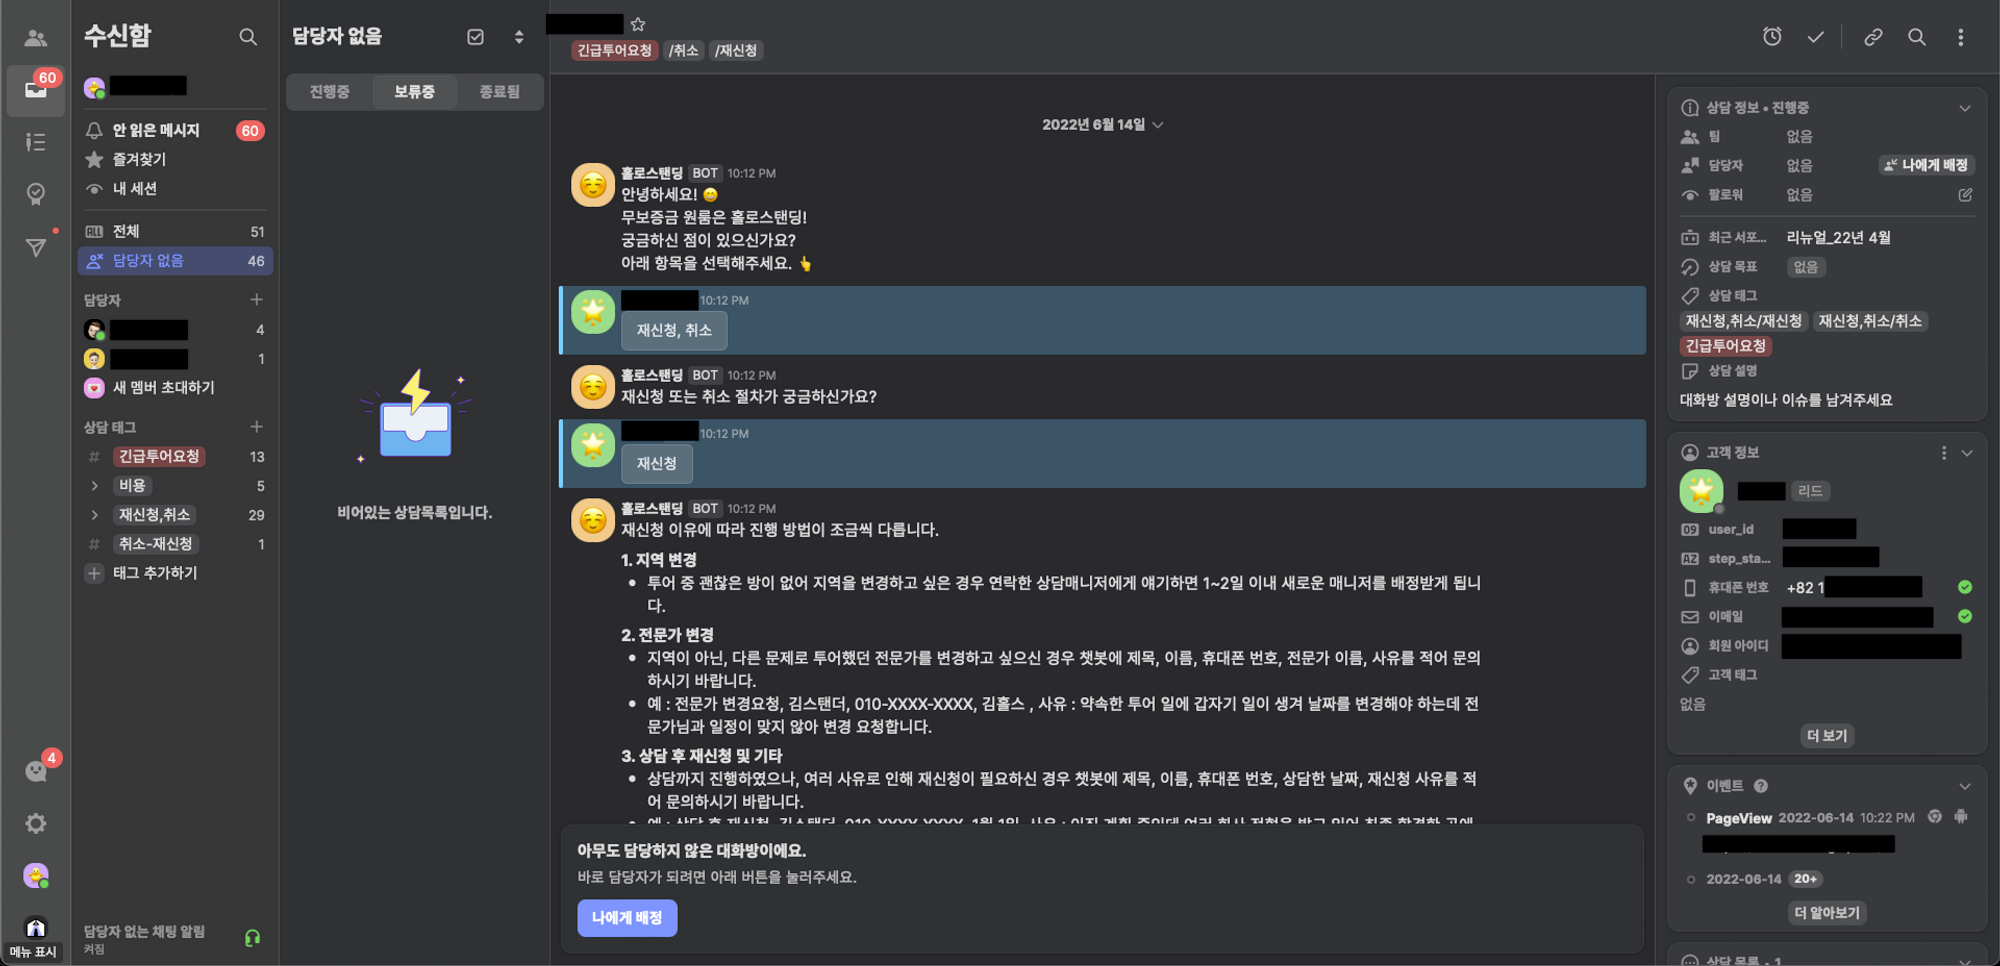 60
4
메뉴 표시
수신함
안 읽은 메시지 60
즐겨찾기
내 세션
ALL 전체 51
담당자 없음 46
담당자
4
1
새 멤버 초대하기
상담 태그
# 긴급투어요청 13
비용 5
재신청,취소 29
# 취소-재신청 1
태그 추가하기
담당자 없는 채팅 알림
켜짐
담당자 없음
진행중 보류중 종료됨
비어있는 상담목록입니다.
긴급투어요청 /취소 /재신청
2022년 6월 14일
홀로스탠딩 BOT 10:12 PM
안녕하세요! 😁
무보증금 원룸은 홀로스탠딩!
궁금하신 점이 있으신가요?
아래 항목을 선택해주세요. 👆
10:12 PM
재신청, 취소
홀로스탠딩 BOT 10:12 PM
재신청 또는 취소 절차가 궁금하신가요?
10:12 PM
재신청
홀로스탠딩 BOT 10:12 PM
재신청 이유에 따라 진행 방법이 조금씩 다릅니다.
1. 지역 변경
• 투어 중 괜찮은 방이 없어 지역을 변경하고 싶은 경우 연락한 상담매니저에게 얘기하면 1~2일 이내 새로운 매니저를 배정받게 됩니
다.
2. 전문가 변경
• 지역이 아닌, 다른 문제로 투어했던 전문가를 변경하고 싶으신 경우 챗봇에 제목, 이름, 휴대폰 번호, 전문가 이름, 사유를 적어 문의
하시기 바랍니다.
• 예 : 전문가 변경요청, 김스탠더, 010-XXXX-XXXX, 김홀스 , 사유 : 약속한 투어 일에 갑자기 일이 생겨 날짜를 변경해야 하는데 전
문가님과 일정이 맞지 않아 변경 요청합니다.
3. 상담 후 재신청 및 기타
• 상담까지 진행하였으나, 여러 사유로 인해 재신청이 필요하신 경우 챗봇에 제목, 이름, 휴대폰 번호, 상담한 날짜, 재신청 사유를 적
어 문의하시기 바랍니다.
아무도 담당하지 않은 대화방이에요.
바로 담당자가 되려면 아래 버튼을 눌러주세요.
나에게 배정
상담 정보 • 진행중
팀 없음
담당자 없음 나에게 배정
팔로워 없음
최근 서포... 리뉴얼_22년 4월
상담 목표 없음
상담 태그
재신청,취소/재신청 재신청,취소/취소
긴급투어요청
상담 설명
대화방 설명이나 이슈를 남겨주세요
고객 정보
리드
09 user_id
AZ step_sta...
휴대폰 번호 +82 1
이메일
회원 아이디
고객 태그
없음
더 보기
이벤트 ?
PageView 2022-06-14 10:22 PM
2022-06-14 20+
더 알아보기
상담 목록 • 1